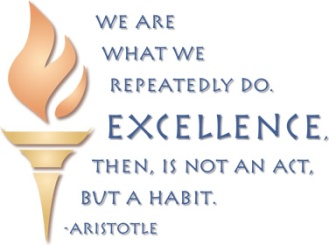 WE ARE
WHAT WE
REPEATEDLY DO.
EXCELLENCE,
THEN, IS NOT AN ACT,
BUT A HABIT.
-ARISTOTLE